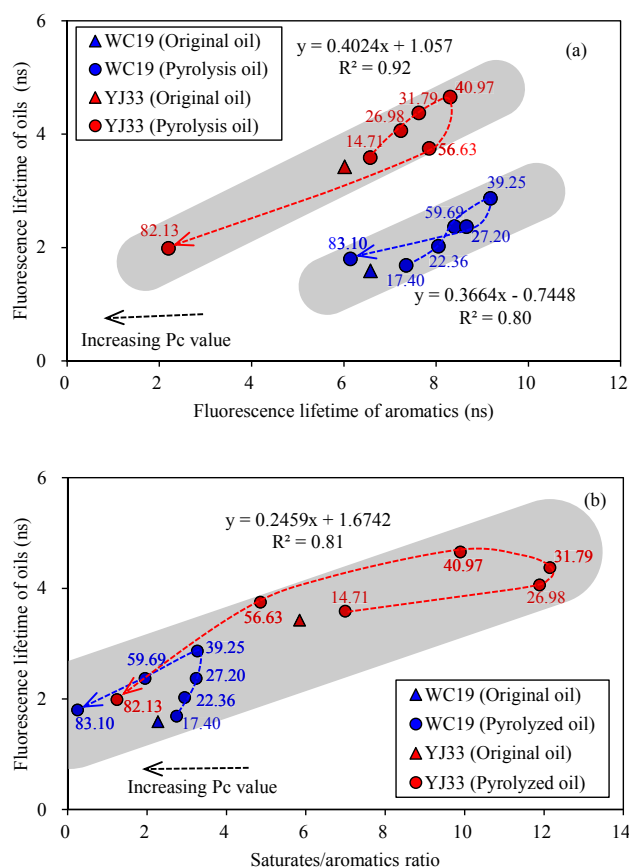 6
4
2
0
0
2
4
6
8
10
12
Fluorescence lifetime of oils (ns)
Fluorescence lifetime of aromatics (ns)
WC19 (Original oil)
WC19 (Pyrolysis oil)
YJ33 (Original oil)
YJ33 (Pyrolysis oil)
(a)
y = 0.4024x + 1.057
R² = 0.92
14.71
26.98
31.79
40.97
56.63
82.13
39.25
59.69
27.20
83.10
22.36
17.40
y = 0.3664x - 0.7448
R² = 0.80
Increasing Pc value
6
4
2
0
0
2
4
6
8
10
12
14
Fluorescence lifetime of oils (ns)
Saturates/aromatics ratio
(b)
y = 0.2459x + 1.6742
R² = 0.81
40.97
31.79
26.98
14.71
56.63
39.25
59.69
27.20
22.36
17.40
82.13
83.10
Increasing Pc value
WC19 (Original oil)
WC19 (Pyrolyzed oil)
YJ33 (Original oil)
YJ33 (Pyrolyzed oil)